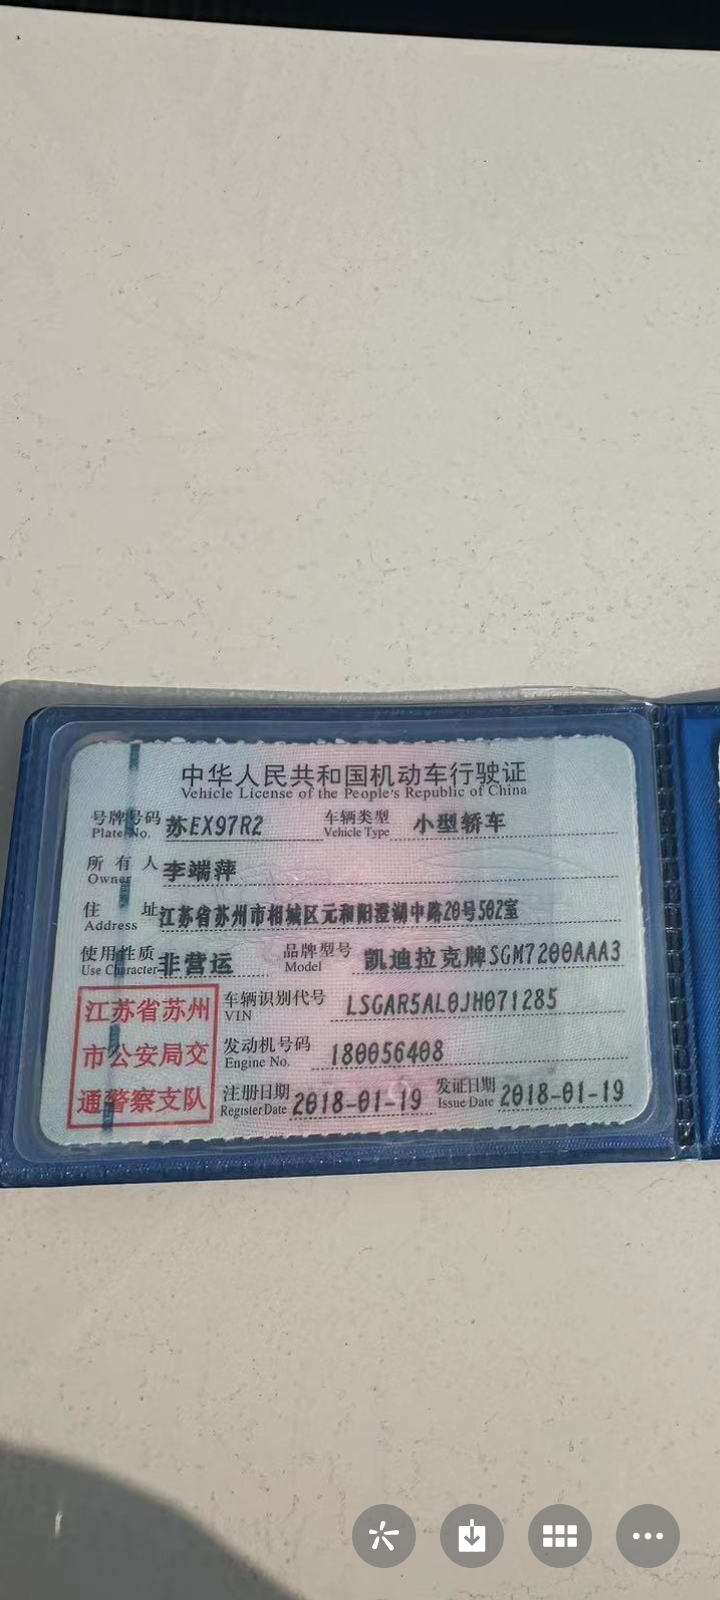 中华人民共和国机动车行驶证
Vehicle License of the People's Republic of China
号牌号码 苏EX97R2 车辆类型 小型轿车
Plate No. Vehicle Type
所有人 李端萍
Owner
住址 江苏省苏州市相城区元和阳澄湖中路20号502室
Address
使用性质 非营运 品牌型号 凯迪拉克牌SGM7200AAA3
Use Character Model
江苏省苏州
市公安局交
通警察支队
车辆识别代号 LSGAR5AL0JH071285
VIN
发动机号码 180056408
Engine No.
注册日期 2018-01-19 发证日期 2018-01-19
Register Date Issue Date